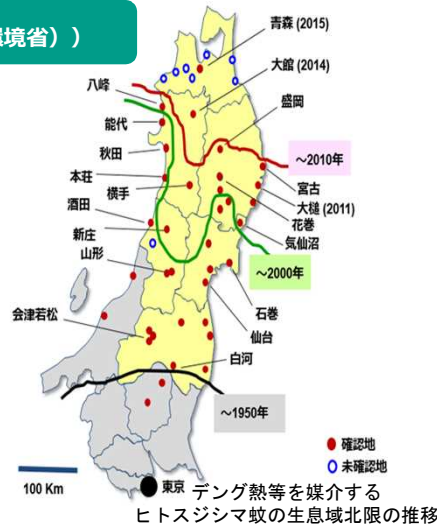 環境省））
青森 (2015)
大館 (2014)
八峰
盛岡
能代
秋田
～2010年
本荘
宮古
横手
大槌 (2011)
酒田
花巻
新庄
気仙沼
山形
～2000年
石巻
会津若松
仙台
白河
～1950年
確認地
未確認地
100 Km
東京
デング熱等を媒介する
ヒトスジシマ蚊の生息域北限の推移